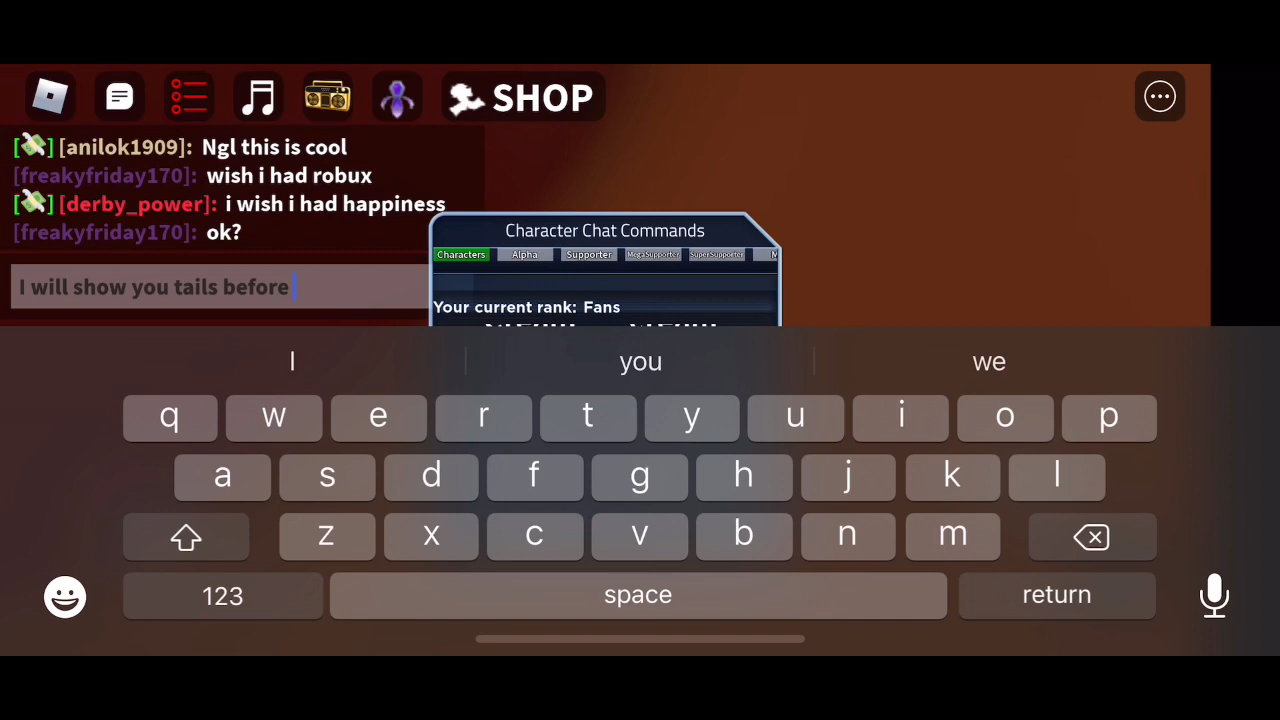 SHOP
[💸] [anilok1909]: Ngl this is cool
[freakyfriday170]: wish i had robux
[💸] [derby_power]: i wish i had happiness
[freakyfriday170]: ok?
I will show you tails before
Character Chat Commands
Characters Alpha Supporter MegaSupporter SuperSupporter M
Your current rank: Fans
I you we
q w e r t y u i o p
a s d f g h j k l
z x c v b n m
123 space return